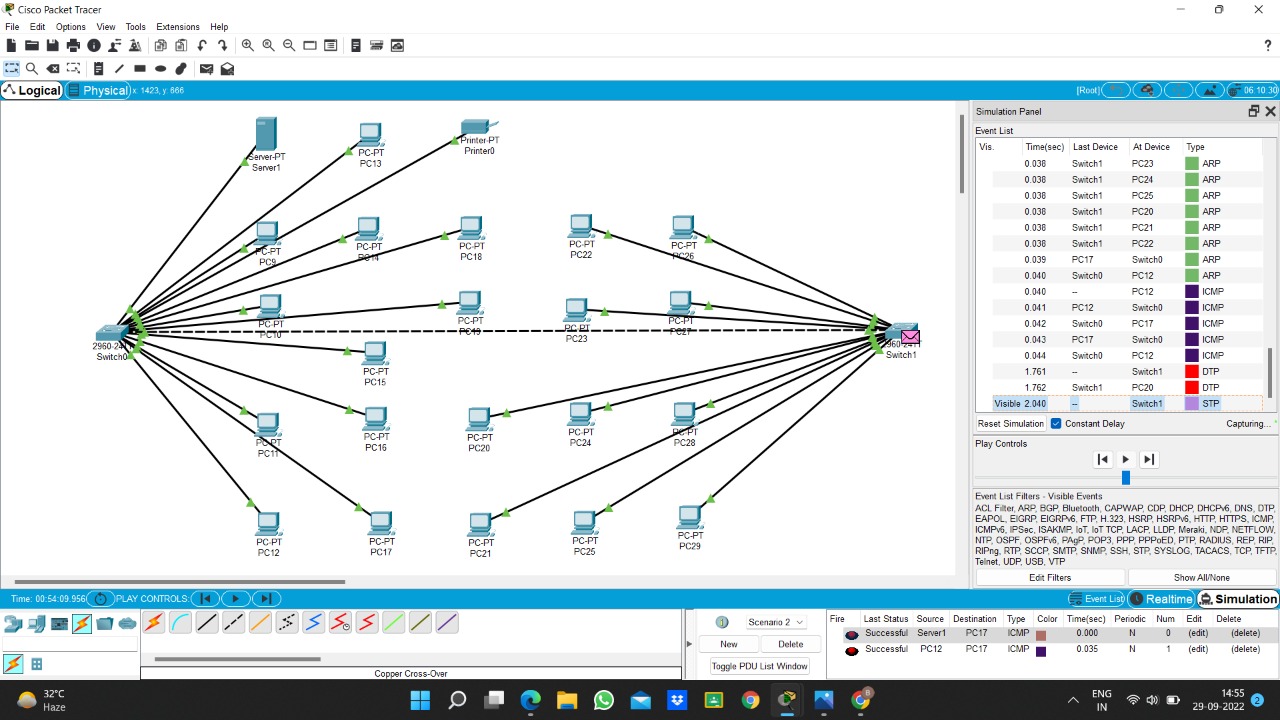 Cisco Packet Tracer
File Edit Options View Tools Extensions Help
?
Logical Physical x: 1423, y: 666 [Root] 06:10:30
Server-PT
Server1
PC-PT
PC13
Printer-PT
Printer0
PC-PT
PC9
PC-PT
PC14
PC-PT
PC18
PC-PT
PC22
PC-PT
PC26
PC-PT
PC10
PC-PT
PC19
PC-PT
PC23
PC-PT
PC27
2960-24TT
Switch0
2960-24TT
Switch1
PC-PT
PC15
PC-PT
PC11
PC-PT
PC16
PC-PT
PC20
PC-PT
PC24
PC-PT
PC28
PC-PT
PC12
PC-PT
PC17
PC-PT
PC21
PC-PT
PC25
PC-PT
PC29
Simulation Panel
Event List
Vis. Time(sec) Last Device At Device Type
0.038 Switch1 PC23 ARP
0.038 Switch1 PC24 ARP
0.038 Switch1 PC25 ARP
0.038 Switch1 PC20 ARP
0.038 Switch1 PC21 ARP
0.038 Switch1 PC22 ARP
0.039 PC17 Switch0 ARP
0.040 Switch0 PC12 ARP
0.040 -- PC12 ICMP
0.041 PC12 Switch0 ICMP
0.042 Switch0 PC17 ICMP
0.043 PC17 Switch0 ICMP
0.044 Switch0 PC12 ICMP
1.761 -- Switch1 DTP
1.762 Switch1 PC20 DTP
Visible 2.040 -- Switch1 STP
Reset Simulation Constant Delay Capturing...
Play Controls
Event List Filters - Visible Events
ACL Filter, ARP, BGP, Bluetooth, CAPWAP, CDP, DHCP, DHCPv6, DNS, DTP,
EAPOL, EIGRP, EIGRPv6, FTP, H.323, HSRP, HSRPv6, HTTP, HTTPS, ICMP,
ICMPv6, IPSec, ISAKMP, IoT, IoT TCP, LACP, LLDP, Meraki, NDP, NETFLOW,
NTP, OSPF, OSPFv6, PAgP, POP3, PPP, PPPoED, PTP, RADIUS, REP, RIP,
RIPng, RTP, SCCP, SMTP, SNMP, SSH, STP, SYSLOG, TACACS, TCP, TFTP,
Telnet, UDP, USB, VTP
Edit Filters Show All/None
Time: 00:54:09.956 PLAY CONTROLS: Event List Realtime Simulation
Scenario 2
New Delete
Toggle PDU List Window
Copper Cross-Over
Fire Last Status Source Destination Type Color Time(sec) Periodic Num Edit Delete
Successful Server1 PC17 ICMP 0.000 N 0 (edit) (delete)
Successful PC12 PC17 ICMP 0.035 N 1 (edit) (delete)
32°C
Haze
ENG
IN
14:55
29-09-2022
2